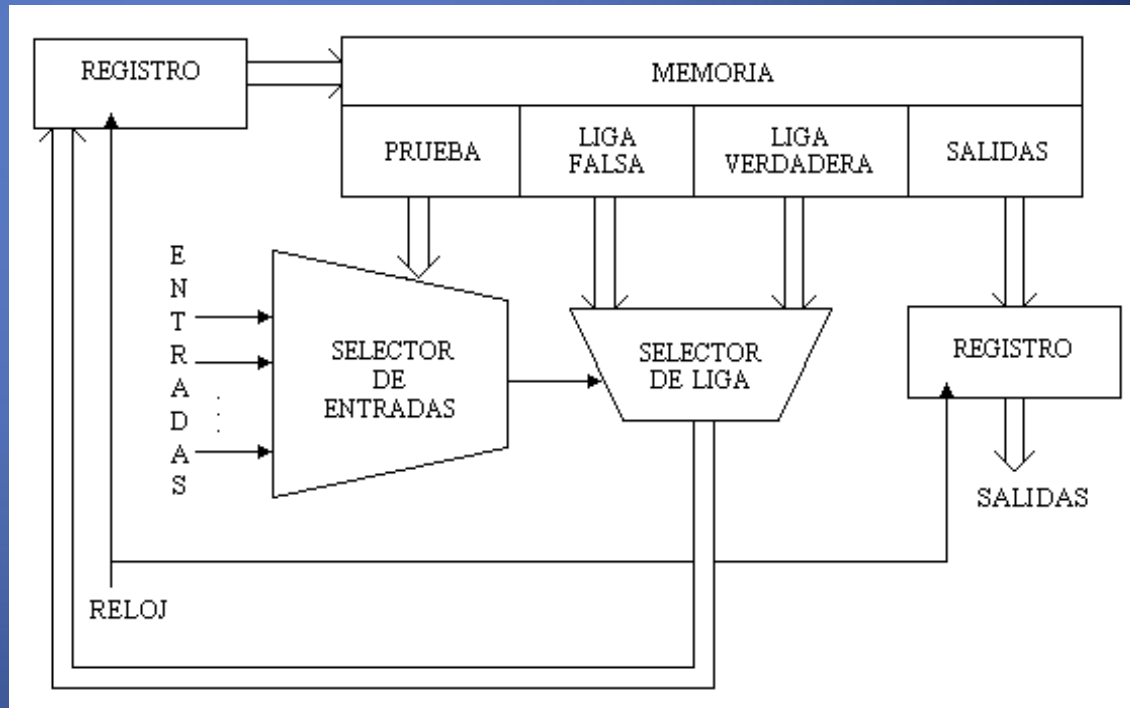 REGISTRO
MEMORIA
PRUEBA
LIGA
FALSA
LIGA
VERDADERA
SALIDAS
E
N
T
R
A
D
A
S
SELECTOR
DE
ENTRADAS
SELECTOR
DE LIGA
REGISTRO
SALIDAS
RELOJ